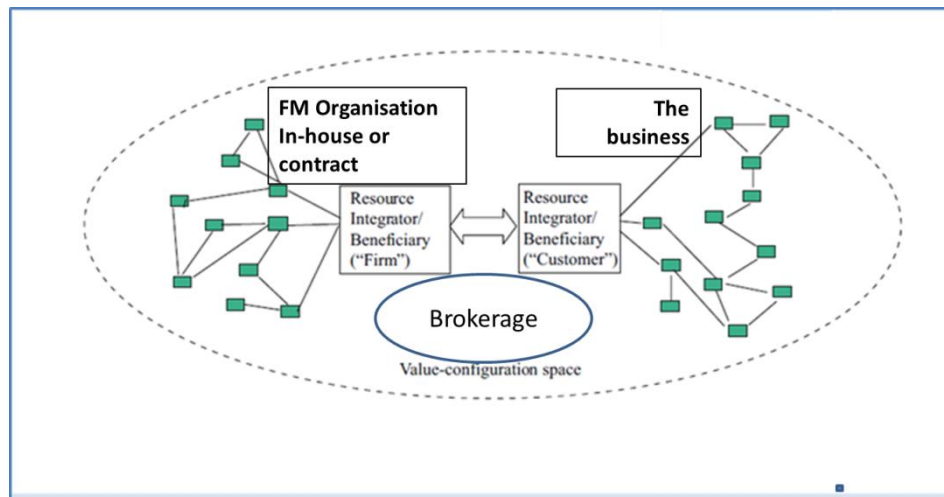 FM Organisation
In-house or
contract
The
business
Resource
Integrator/
Beneficiary
("Firm")
Resource
Integrator/
Beneficiary
("Customer")
Brokerage
Value-configuration space